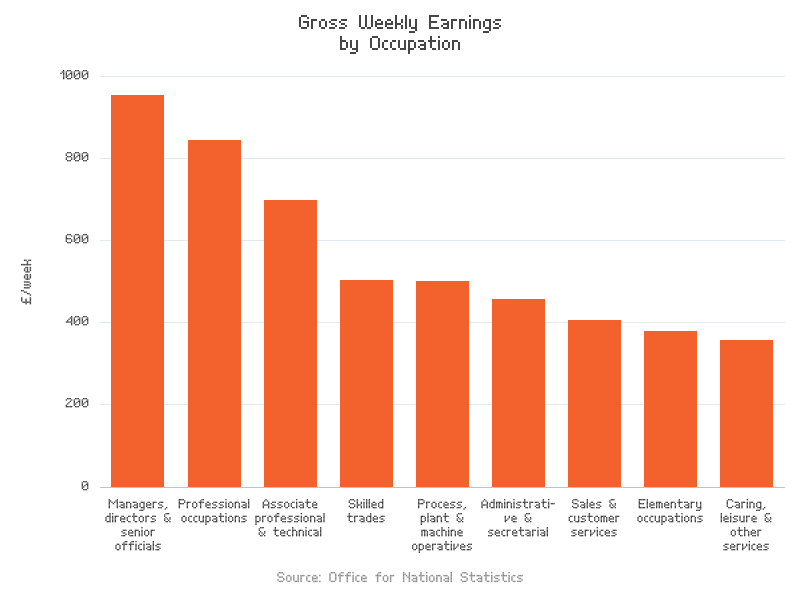 Gross Weekly Earnings
by Occupation
1000
800
600
400
200
0
£/week
Managers,
directors &
senior
officials
Professional
occupations
Associate
professional
& technical
Skilled
trades
Process,
plant &
machine
operatives
Administrati-
ve &
secretarial
Sales &
customer
services
Elementary
occupations
Caring,
leisure &
other
services
Source: Office for National Statistics